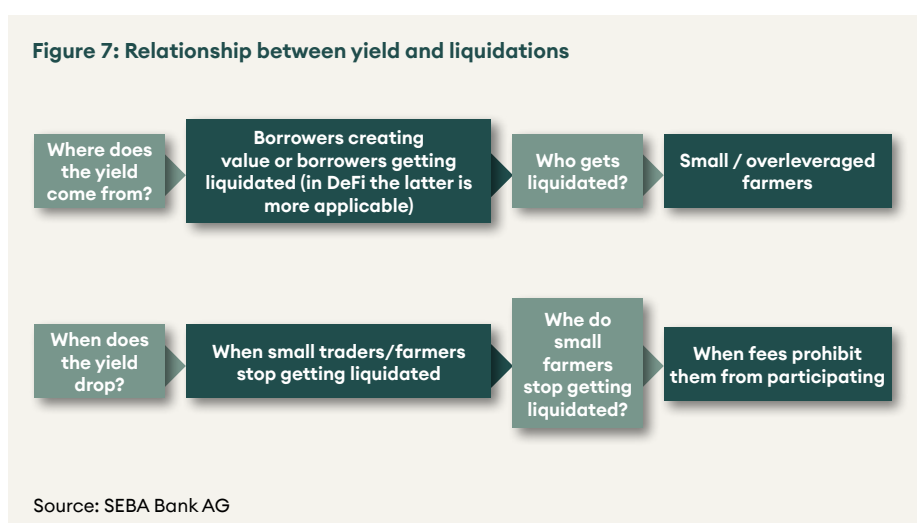 Figure 7: Relationship between yield and liquidations
Where does
the yield
come from?
Borrowers creating
value or borrowers getting
liquidated (in DeFi the latter is
more applicable)
Who gets
liquidated?
Small / overleveraged
farmers
When does
the yield
drop?
When small traders/farmers
stop getting liquidated
Whe do
small
farmers
stop getting
liquidated?
When fees prohibit
them from participating
Source: SEBA Bank AG